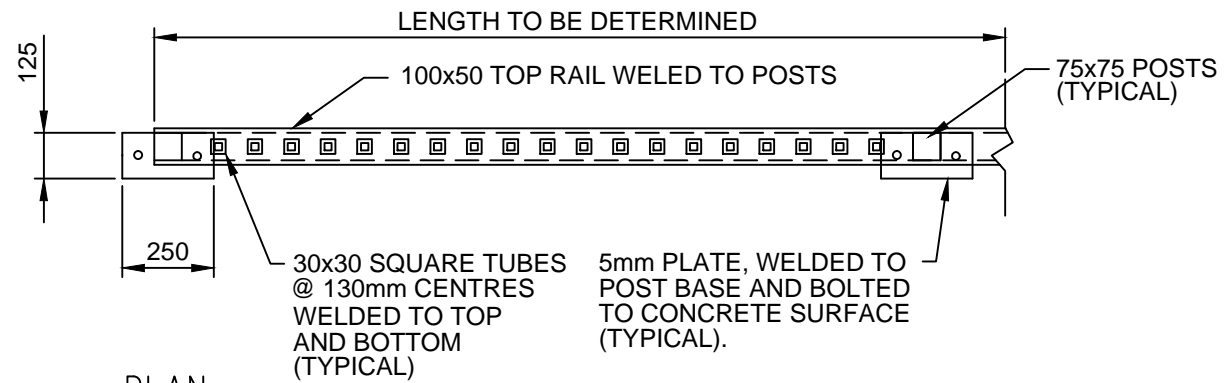 LENGTH TO BE DETERMINED
125
100x50 TOP RAIL WELED TO POSTS
75x75 POSTS
(TYPICAL)
250
30x30 SQUARE TUBES
@ 130mm CENTRES
WELDED TO TOP
AND BOTTOM
(TYPICAL)
5mm PLATE, WELDED TO
POST BASE AND BOLTED
TO CONCRETE SURFACE
(TYPICAL).
PLAN